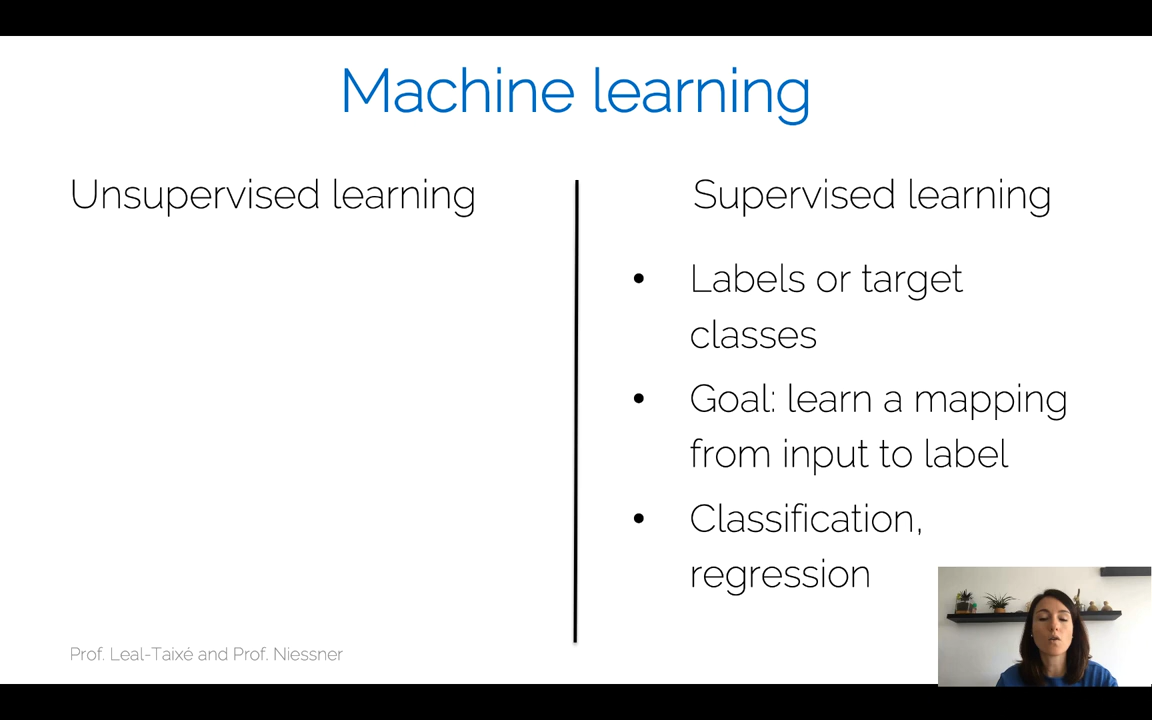 Machine learning
Unsupervised learning
Supervised learning
• Labels or target
classes
• Goal: learn a mapping
from input to label
• Classification,
regression
Prof. Leal-Taixé and Prof. Niessner